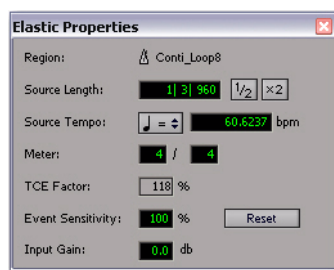 Elastic Properties
Region: Conti_Loop8
Source Length: 1| 3| 960 1/2 ×2
Source Tempo: ♩ = 60.6237 bpm
Meter: 4 / 4
TCE Factor: 118 %
Event Sensitivity: 100 % Reset
Input Gain: 0.0 db